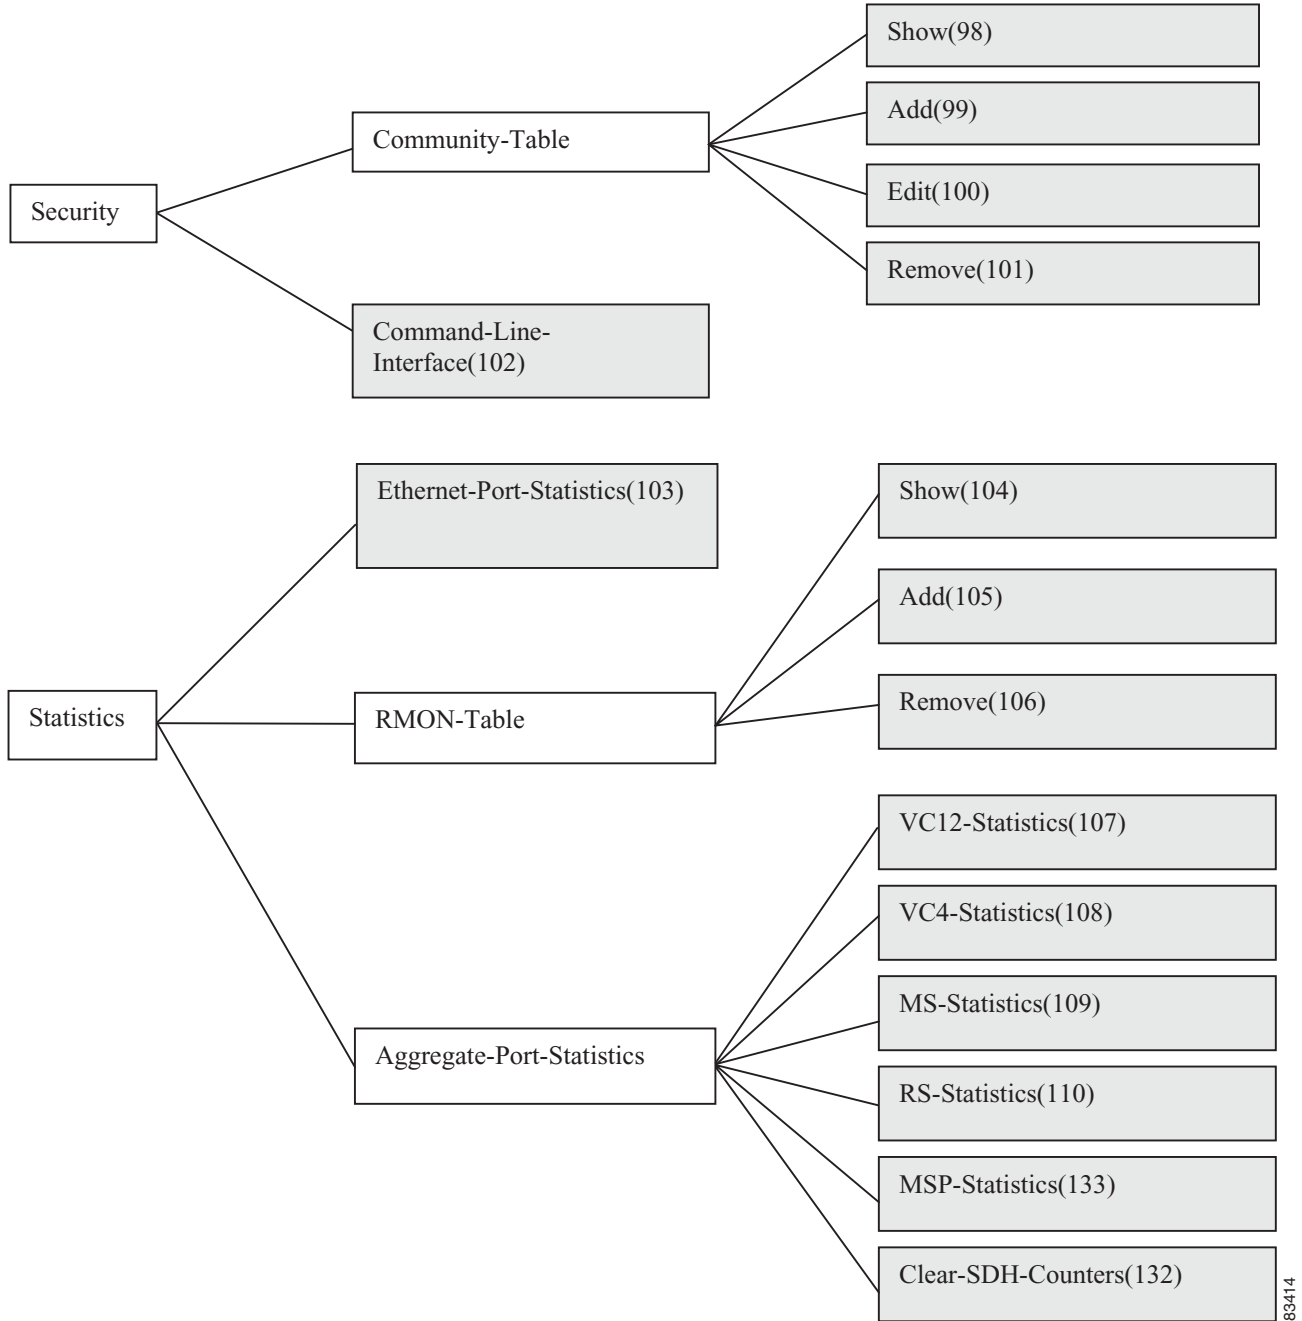 Show(98)
Add(99)
Community-Table
Edit(100)
Security
Remove(101)
Command-Line-
Interface(102)
Ethernet-Port-Statistics(103)
Show(104)
Add(105)
Statistics
RMON-Table
Remove(106)
VC12-Statistics(107)
VC4-Statistics(108)
MS-Statistics(109)
Aggregate-Port-Statistics
RS-Statistics(110)
MSP-Statistics(133)
Clear-SDH-Counters(132)
83414